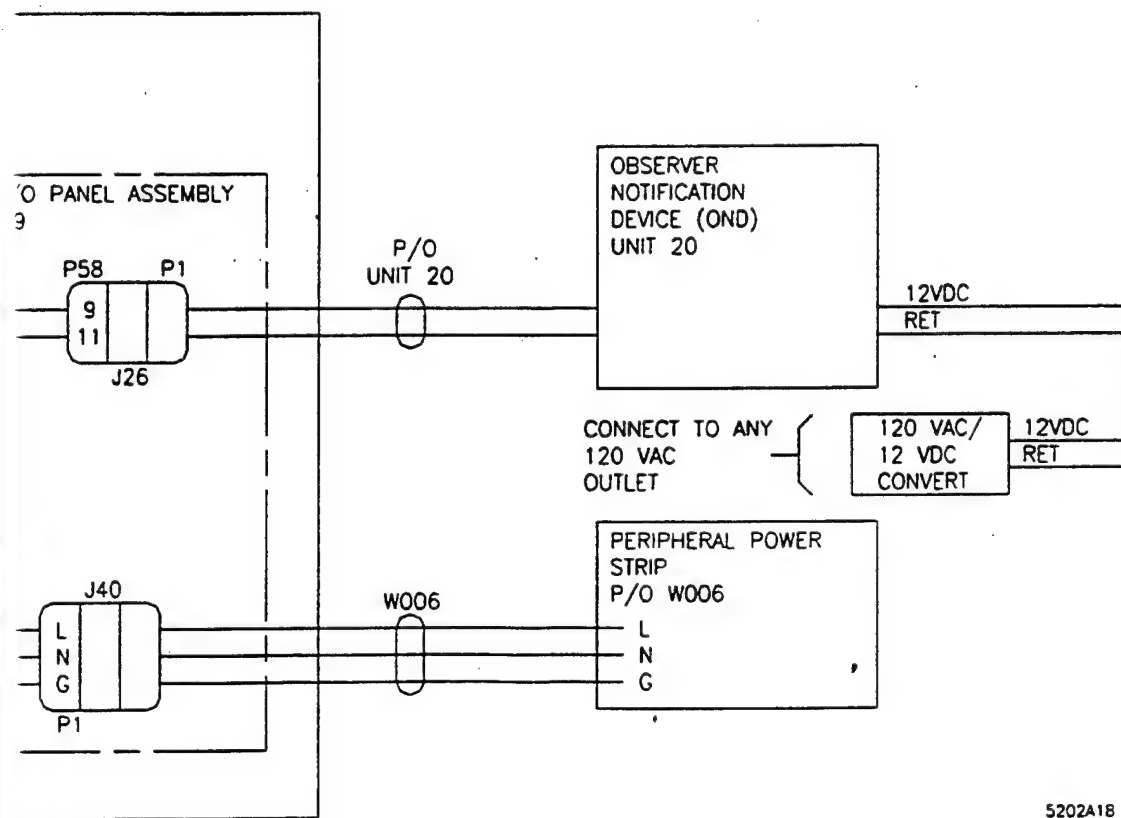 'O PANEL ASSEMBLY
9
P58 P1
9
11
J26
P/O
UNIT 20
OBSERVER
NOTIFICATION
DEVICE (OND)
UNIT 20
12VDC
RET
CONNECT TO ANY
120 VAC
OUTLET
120 VAC/
12 VDC
CONVERT
12VDC
RET
J40
L
N
G
P1
W006
PERIPHERAL POWER
STRIP
P/O W006
L
N
G
5202A18